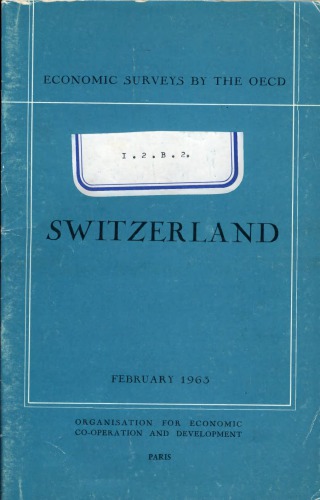 ECONOMIC SURVEYS BY THE OECD
I.2.B.2.
SWITZERLAND
FEBRUARY 1963
ORGANISATION FOR ECONOMIC
CO-OPERATION AND DEVELOPMENT
PARIS